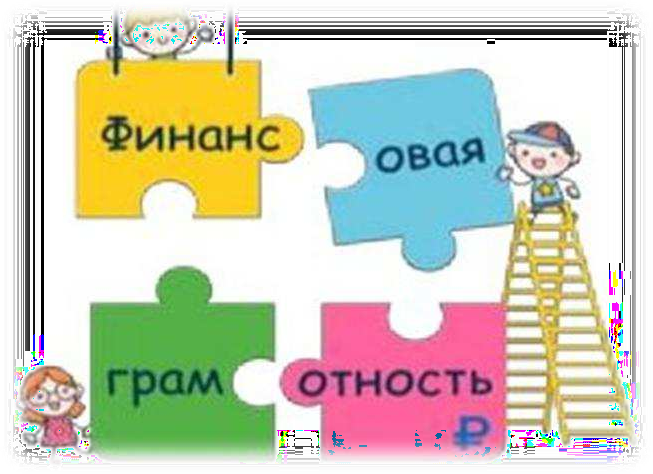 Финанс овая
грам отность
₽